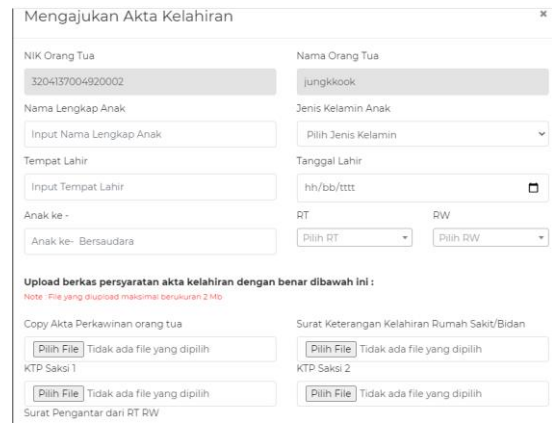 Mengajukan Akta Kelahiran ×
NIK Orang Tua Nama Orang Tua
3204137004920002 jungkkook
Nama Lengkap Anak Jenis Kelamin Anak
Input Nama Lengkap Anak Pilih Jenis Kelamin
Tempat Lahir Tanggal Lahir
Input Tempat Lahir hh/bb/tttt
Anak ke - RT RW
Anak ke- Bersaudara Pilih RT Pilih RW
Upload berkas persyaratan akta kelahiran dengan benar dibawah ini :
Note : File yang diupload maksimal berukuran 2 Mb
Copy Akta Perkawinan orang tua Surat Keterangan Kelahiran Rumah Sakit/Bidan
Pilih File Tidak ada file yang dipilih Pilih File Tidak ada file yang dipilih
KTP Saksi 1 KTP Saksi 2
Pilih File Tidak ada file yang dipilih Pilih File Tidak ada file yang dipilih
Surat Pengantar dari RT RW